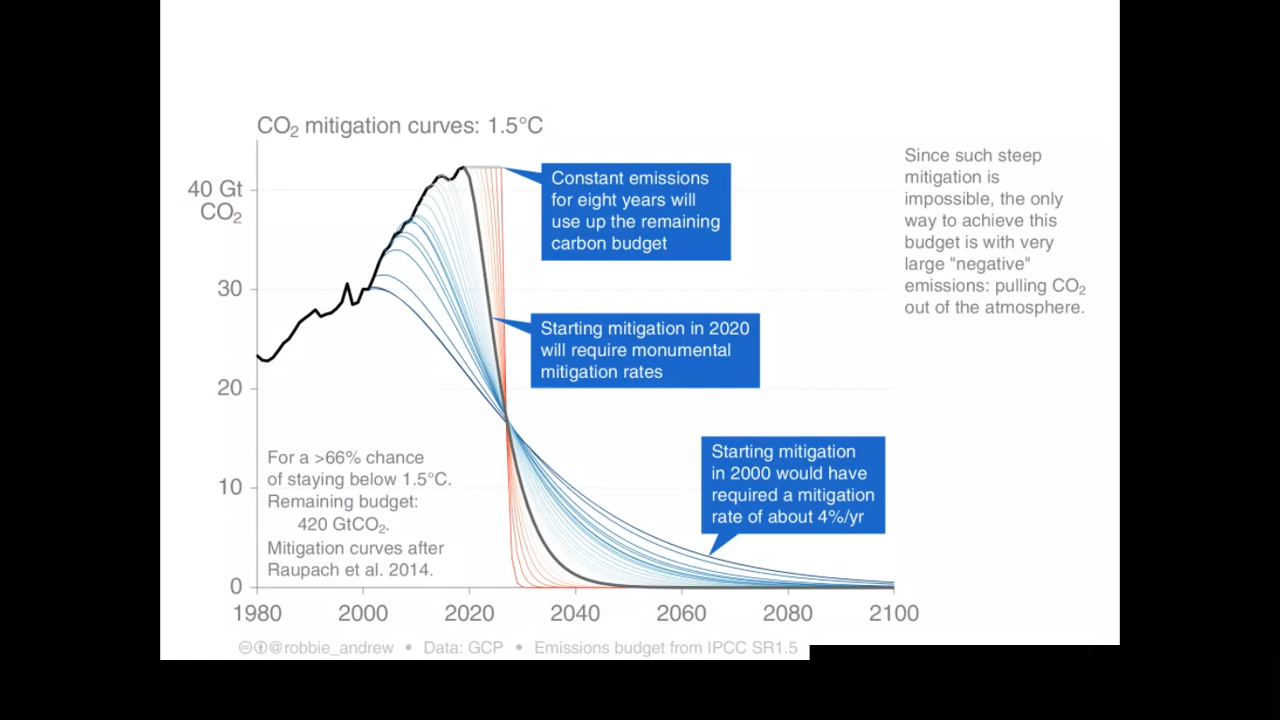 CO₂ mitigation curves: 1.5°C
40 Gt
CO₂
30
20
10
0
1980 2000 2020 2040 2060 2080 2100
Constant emissions
for eight years will
use up the remaining
carbon budget
Starting mitigation in 2020
will require monumental
mitigation rates
Starting mitigation
in 2000 would have
required a mitigation
rate of about 4%/yr
For a >66% chance
of staying below 1.5°C.
Remaining budget:
420 GtCO₂.
Mitigation curves after
Raupach et al. 2014.
Since such steep
mitigation is
impossible, the only
way to achieve this
budget is with very
large "negative"
emissions: pulling CO₂
out of the atmosphere.
@robbie_andrew • Data: GCP • Emissions budget from IPCC SR1.5